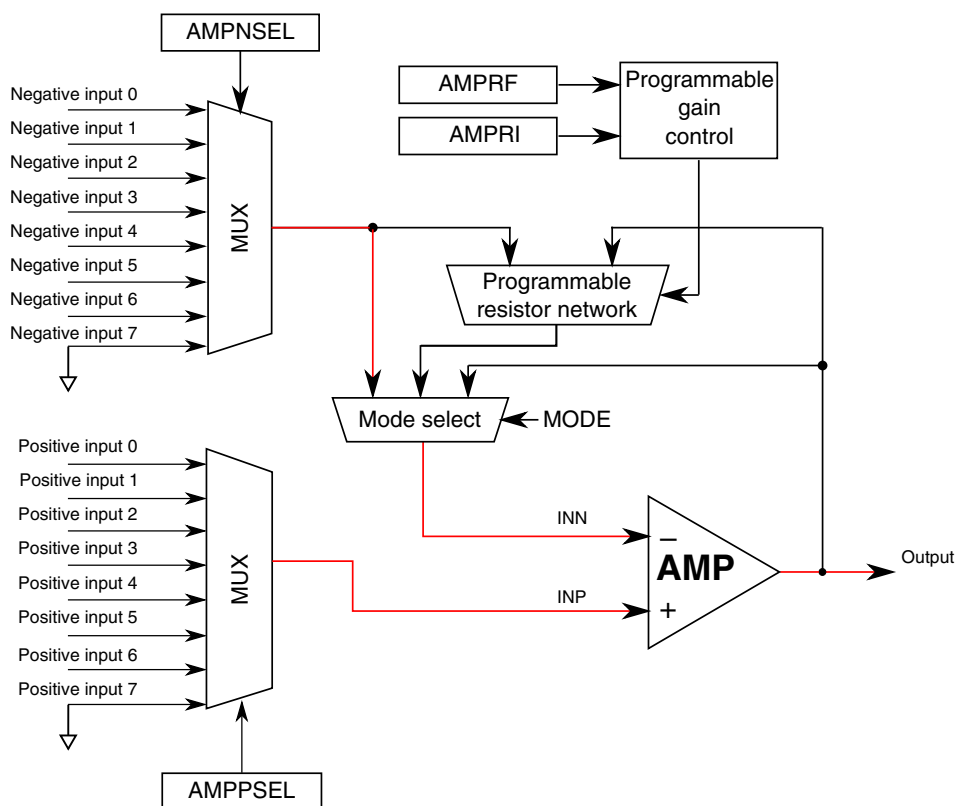 AMPNSEL
Negative input 0
Negative input 1
Negative input 2
Negative input 3
Negative input 4
Negative input 5
Negative input 6
Negative input 7
MUX
AMPRF
AMPRI
Programmable
gain
control
Programmable
resistor network
Mode select
MODE
Positive input 0
Positive input 1
Positive input 2
Positive input 3
Positive input 4
Positive input 5
Positive input 6
Positive input 7
MUX
INN
INP
−
AMP
+
Output
AMPPSEL